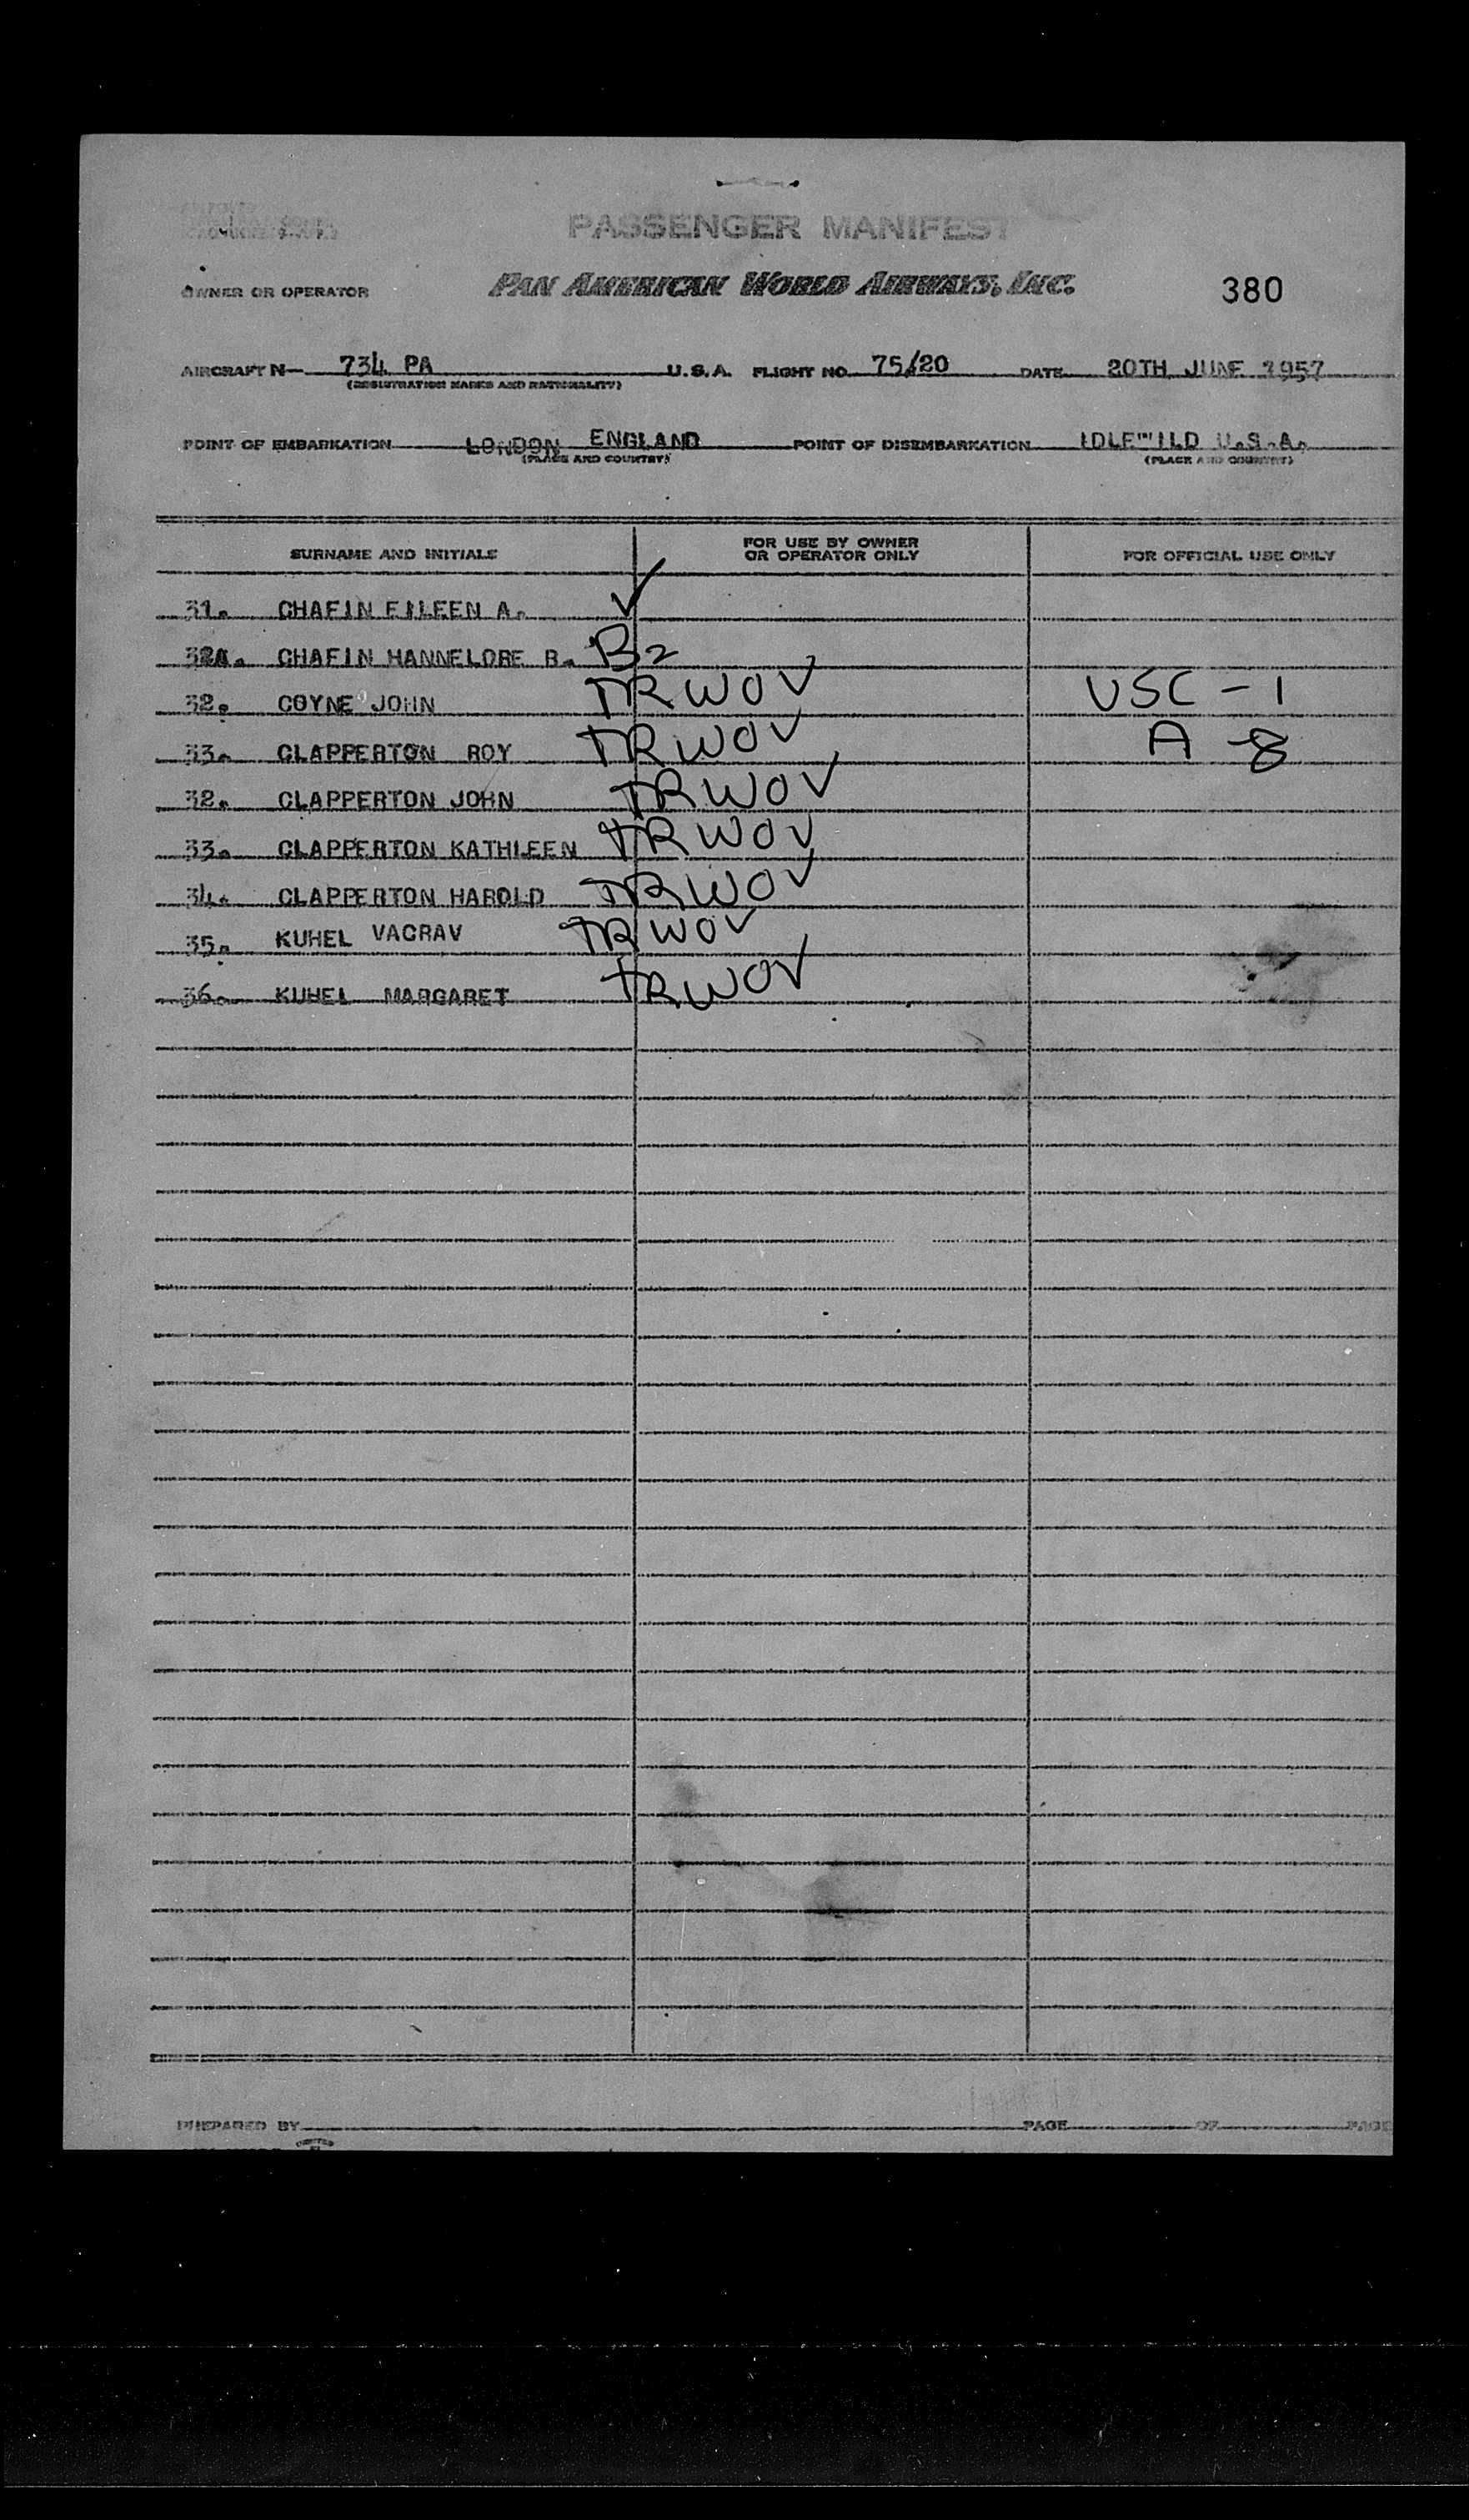 PASSENGER MANIFEST
OWNER OR OPERATOR PAN AMERICAN WORLD AIRWAYS, INC. 380
AIRCRAFT N— 734 PA U.S.A. FLIGHT NO. 75/20 DATE 20TH JUNE 1957
(REGISTRATION MARKS AND NATIONALITY)
POINT OF EMBARKATION LONDON ENGLAND POINT OF DISEMBARKATION IDLEWILD U.S.A.
(PLACE AND COUNTRY) (PLACE AND COUNTRY)
SURNAME AND INITIALS FOR USE BY OWNER OR OPERATOR ONLY FOR OFFICIAL USE ONLY
31. CHAFIN EILEEN A. ✓
32A. CHAFIN HANNELORE B. B2
32. COYNE JOHN TRWOV USC - 1
33. CLAPPERTON ROY TRWOV A - 8
32. CLAPPERTON JOHN TRWOV
33. CLAPPERTON KATHLEEN TRWOV
34. CLAPPERTON HAROLD TRWOV
35. KUHEL VACRAV TRWOV
36. KUHEL MARGARET TRWOV
PREPARED BY PAGE OF PAGE